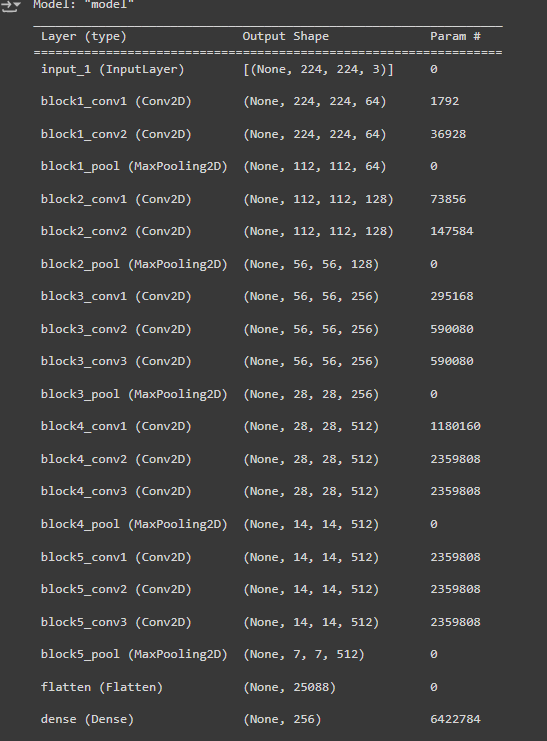 Model: "model"
Layer (type) Output Shape Param #
input_1 (InputLayer) [(None, 224, 224, 3)] 0
block1_conv1 (Conv2D) (None, 224, 224, 64) 1792
block1_conv2 (Conv2D) (None, 224, 224, 64) 36928
block1_pool (MaxPooling2D) (None, 112, 112, 64) 0
block2_conv1 (Conv2D) (None, 112, 112, 128) 73856
block2_conv2 (Conv2D) (None, 112, 112, 128) 147584
block2_pool (MaxPooling2D) (None, 56, 56, 128) 0
block3_conv1 (Conv2D) (None, 56, 56, 256) 295168
block3_conv2 (Conv2D) (None, 56, 56, 256) 590080
block3_conv3 (Conv2D) (None, 56, 56, 256) 590080
block3_pool (MaxPooling2D) (None, 28, 28, 256) 0
block4_conv1 (Conv2D) (None, 28, 28, 512) 1180160
block4_conv2 (Conv2D) (None, 28, 28, 512) 2359808
block4_conv3 (Conv2D) (None, 28, 28, 512) 2359808
block4_pool (MaxPooling2D) (None, 14, 14, 512) 0
block5_conv1 (Conv2D) (None, 14, 14, 512) 2359808
block5_conv2 (Conv2D) (None, 14, 14, 512) 2359808
block5_conv3 (Conv2D) (None, 14, 14, 512) 2359808
block5_pool (MaxPooling2D) (None, 7, 7, 512) 0
flatten (Flatten) (None, 25088) 0
dense (Dense) (None, 256) 6422784